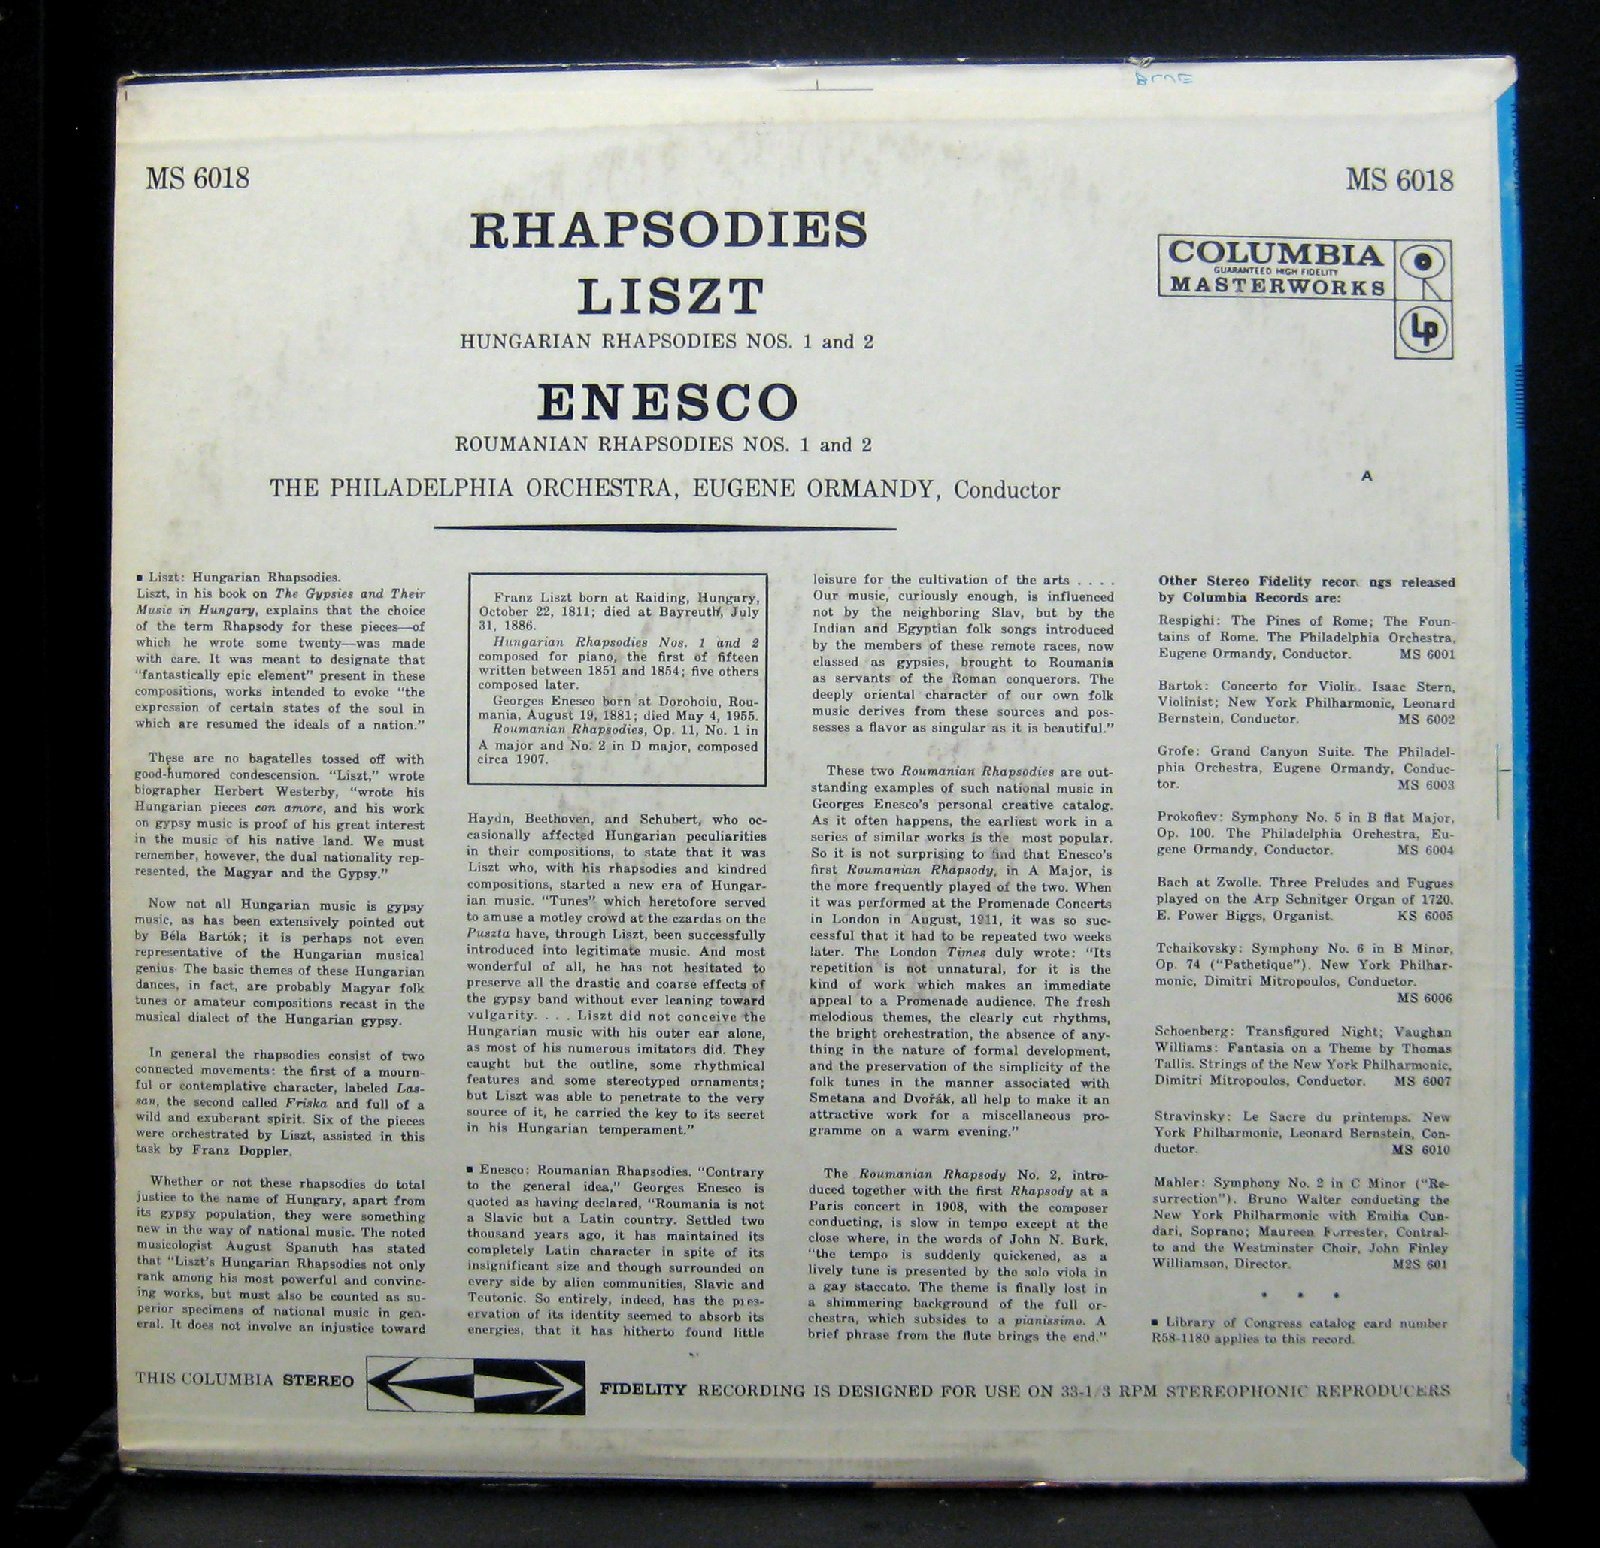 MS 6018
MS 6018
RHAPSODIES
LISZT
HUNGARIAN RHAPSODIES NOS. 1 and 2
ENESCO
ROUMANIAN RHAPSODIES NOS. 1 and 2
THE PHILADELPHIA ORCHESTRA, EUGENE ORMANDY, Conductor
COLUMBIA
GUARANTEED HIGH FIDELITY
MASTERWORKS
Lp
A
■ Liszt: Hungarian Rhapsodies.
Liszt, in his book on The Gypsies and Their
Music in Hungary, explains that the choice
of the term Rhapsody for these pieces—of
which he wrote some twenty—was made
with care. It was meant to designate that
"fantastically epic element" present in these
compositions, works intended to evoke "the
expression of certain states of the soul in
which are resumed the ideals of a nation."
These are no bagatelles tossed off with
good-humored condescension. "Liszt," wrote
biographer Herbert Westerby, "wrote his
Hungarian pieces con amore, and his work
on gypsy music is proof of his great interest
in the music of his native land. We must
remember, however, the dual nationality rep-
resented, the Magyar and the Gypsy."
Now not all Hungarian music is gypsy
music, as has been extensively pointed out
by Béla Bartók; it is perhaps not even
representative of the Hungarian musical
genius. The basic themes of these Hungarian
dances, in fact, are probably Magyar folk
tunes or amateur compositions recast in the
musical dialect of the Hungarian gypsy.
In general the rhapsodies consist of two
connected movements: the first of a mourn-
ful or contemplative character, labeled Las-
san, the second called Friska and full of a
wild and exuberant spirit. Six of the pieces
were orchestrated by Liszt, assisted in this
task by Franz Doppler.
Whether or not these rhapsodies do total
justice to the name of Hungary, apart from
its gypsy population, they were something
new in the way of national music. The noted
musicologist August Spanuth has stated
that "Liszt's Hungarian Rhapsodies not only
rank among his most powerful and convinc-
ing works, but must also be counted as su-
perior specimens of national music in gen-
eral. It does not involve an injustice toward
Franz Liszt born at Raiding, Hungary,
October 22, 1811; died at Bayreuth, July
31, 1886.
Hungarian Rhapsodies Nos. 1 and 2
composed for piano, the first of fifteen
written between 1851 and 1854; five others
composed later.
Georges Enesco born at Dorohoiu, Rou-
mania, August 19, 1881; died May 4, 1955.
Roumanian Rhapsodies, Op. 11, No. 1 in
A major and No. 2 in D major, composed
circa 1907.
Haydn, Beethoven, and Schubert, who oc-
casionally affected Hungarian peculiarities
in their compositions, to state that it was
Liszt who, with his rhapsodies and kindred
compositions, started a new era of Hungar-
ian music. "Tunes" which heretofore served
to amuse a motley crowd at the czardas on the
Puszta have, through Liszt, been successfully
introduced into legitimate music. And most
wonderful of all, he has not hesitated to
preserve all the drastic and coarse effects of
the gypsy band without ever leaning toward
vulgarity. . . . Liszt did not conceive the
Hungarian music with his outer ear alone,
as most of his numerous imitators did. They
caught but the outline, some rhythmical
features and some stereotyped ornaments;
but Liszt was able to penetrate to the very
source of it, he carried the key to its secret
in his Hungarian temperament."
■ Enesco: Roumanian Rhapsodies. "Contrary
to the general idea," Georges Enesco is
quoted as having declared, "Roumania is not
a Slavic but a Latin country. Settled two
thousand years ago, it has maintained its
completely Latin character in spite of its
insignificant size and though surrounded on
every side by alien communities, Slavic and
Teutonic. So entirely, indeed, has the pres-
ervation of its identity seemed to absorb its
energies, that it has hitherto found little
leisure for the cultivation of the arts . . . .
Our music, curiously enough, is influenced
not by the neighboring Slav, but by the
Indian and Egyptian folk songs introduced
by the members of these remote races, now
classed as gypsies, brought to Roumania
as servants of the Roman conquerors. The
deeply oriental character of our own folk
music derives from these sources and pos-
sesses a flavor as singular as it is beautiful."
These two Roumanian Rhapsodies are out-
standing examples of such national music in
Georges Enesco's personal creative catalog.
As it often happens, the earliest work in a
series of similar works is the most popular.
So it is not surprising to find that Enesco's
first Roumanian Rhapsody, in A Major, is
the more frequently played of the two. When
it was performed at the Promenade Concerts
in London in August, 1911, it was so suc-
cessful that it had to be repeated two weeks
later. The London Times duly wrote: "Its
repetition is not unnatural, for it is the
kind of work which makes an immediate
appeal to a Promenade audience. The fresh
melodious themes, the clearly cut rhythms,
the bright orchestration, the absence of any-
thing in the nature of formal development,
and the preservation of the simplicity of the
folk tunes in the manner associated with
Smetana and Dvořák, all help to make it an
attractive work for a miscellaneous pro-
gramme on a warm evening."
The Roumanian Rhapsody No. 2, intro-
duced together with the first Rhapsody at a
Paris concert in 1908, with the composer
conducting, is slow in tempo except at the
close where, in the words of John N. Burk,
"the tempo is suddenly quickened, as a
lively tune is presented by the solo viola in
a gay staccato. The theme is finally lost in
a shimmering background of the full or-
chestra, which subsides to a pianissimo. A
brief phrase from the flute brings the end."
Other Stereo Fidelity recor ngs released
by Columbia Records are:
Respighi: The Pines of Rome; The Foun-
tains of Rome. The Philadelphia Orchestra,
Eugene Ormandy, Conductor. MS 6001
Bartok: Concerto for Violin. Isaac Stern,
Violinist; New York Philharmonic, Leonard
Bernstein, Conductor. MS 6002
Grofe: Grand Canyon Suite. The Philadel-
phia Orchestra, Eugene Ormandy, Conduc-
tor. MS 6003
Prokofiev: Symphony No. 5 in B flat Major,
Op. 100. The Philadelphia Orchestra, Eu-
gene Ormandy, Conductor. MS 6004
Bach at Zwolle. Three Preludes and Fugues
played on the Arp Schnitger Organ of 1720.
E. Power Biggs, Organist. KS 6005
Tchaikovsky: Symphony No. 6 in B Minor,
Op. 74 ("Pathetique"). New York Philhar-
monic, Dimitri Mitropoulos, Conductor.
MS 6006
Schoenberg: Transfigured Night; Vaughan
Williams: Fantasia on a Theme by Thomas
Tallis. Strings of the New York Philharmonic,
Dimitri Mitropoulos, Conductor. MS 6007
Stravinsky: Le Sacre du printemps. New
York Philharmonic, Leonard Bernstein, Con-
ductor. MS 6010
Mahler: Symphony No. 2 in C Minor ("Re-
surrection"). Bruno Walter conducting the
New York Philharmonic with Emilia Cun-
dari, Soprano; Maureen Forrester, Contral-
to and the Westminster Choir, John Finley
Williamson, Director. M2S 601
* * *
■ Library of Congress catalog card number
R58-1180 applies to this record.
THIS COLUMBIA STEREO FIDELITY RECORDING IS DESIGNED FOR USE ON 33-1/3 RPM STEREOPHONIC REPRODUCERS